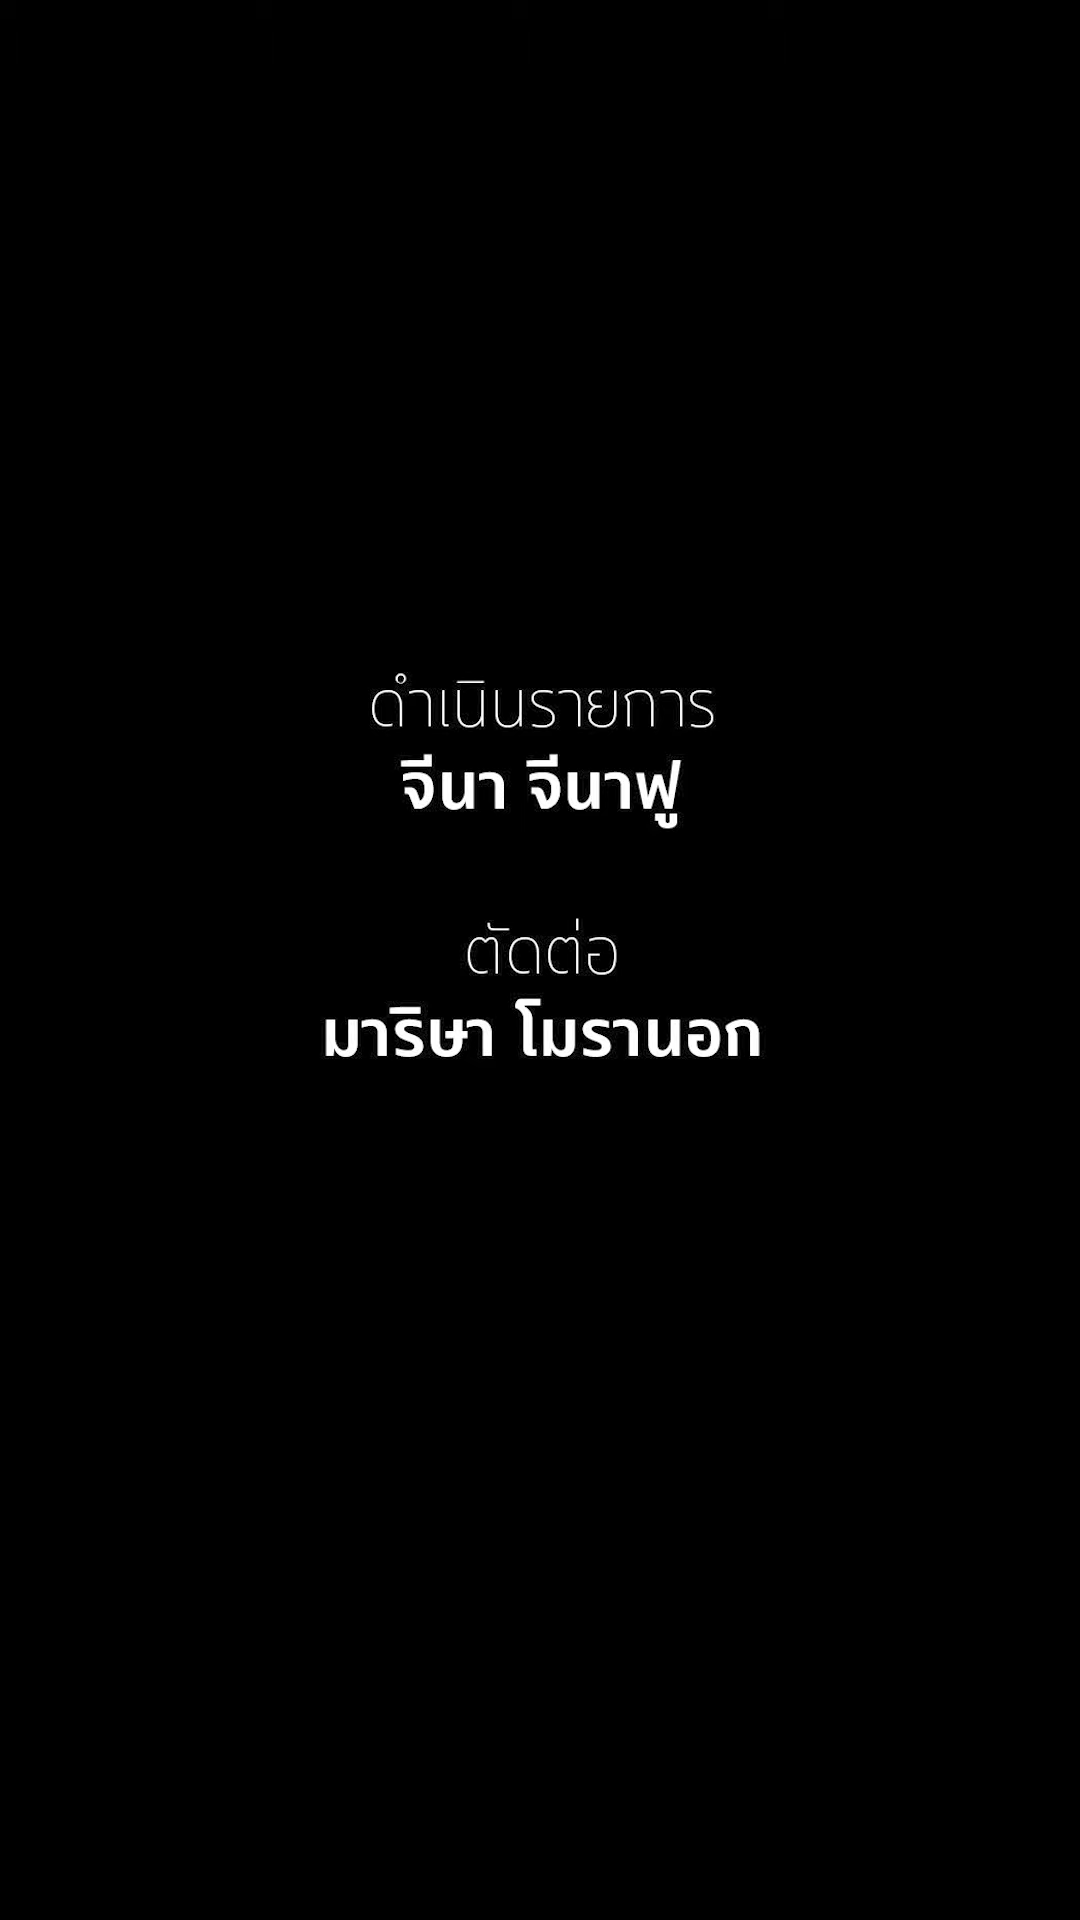 ดำเนินรายการ
จีนา จีนาฟู
ตัดต่อ
มาริษา โมรานอก